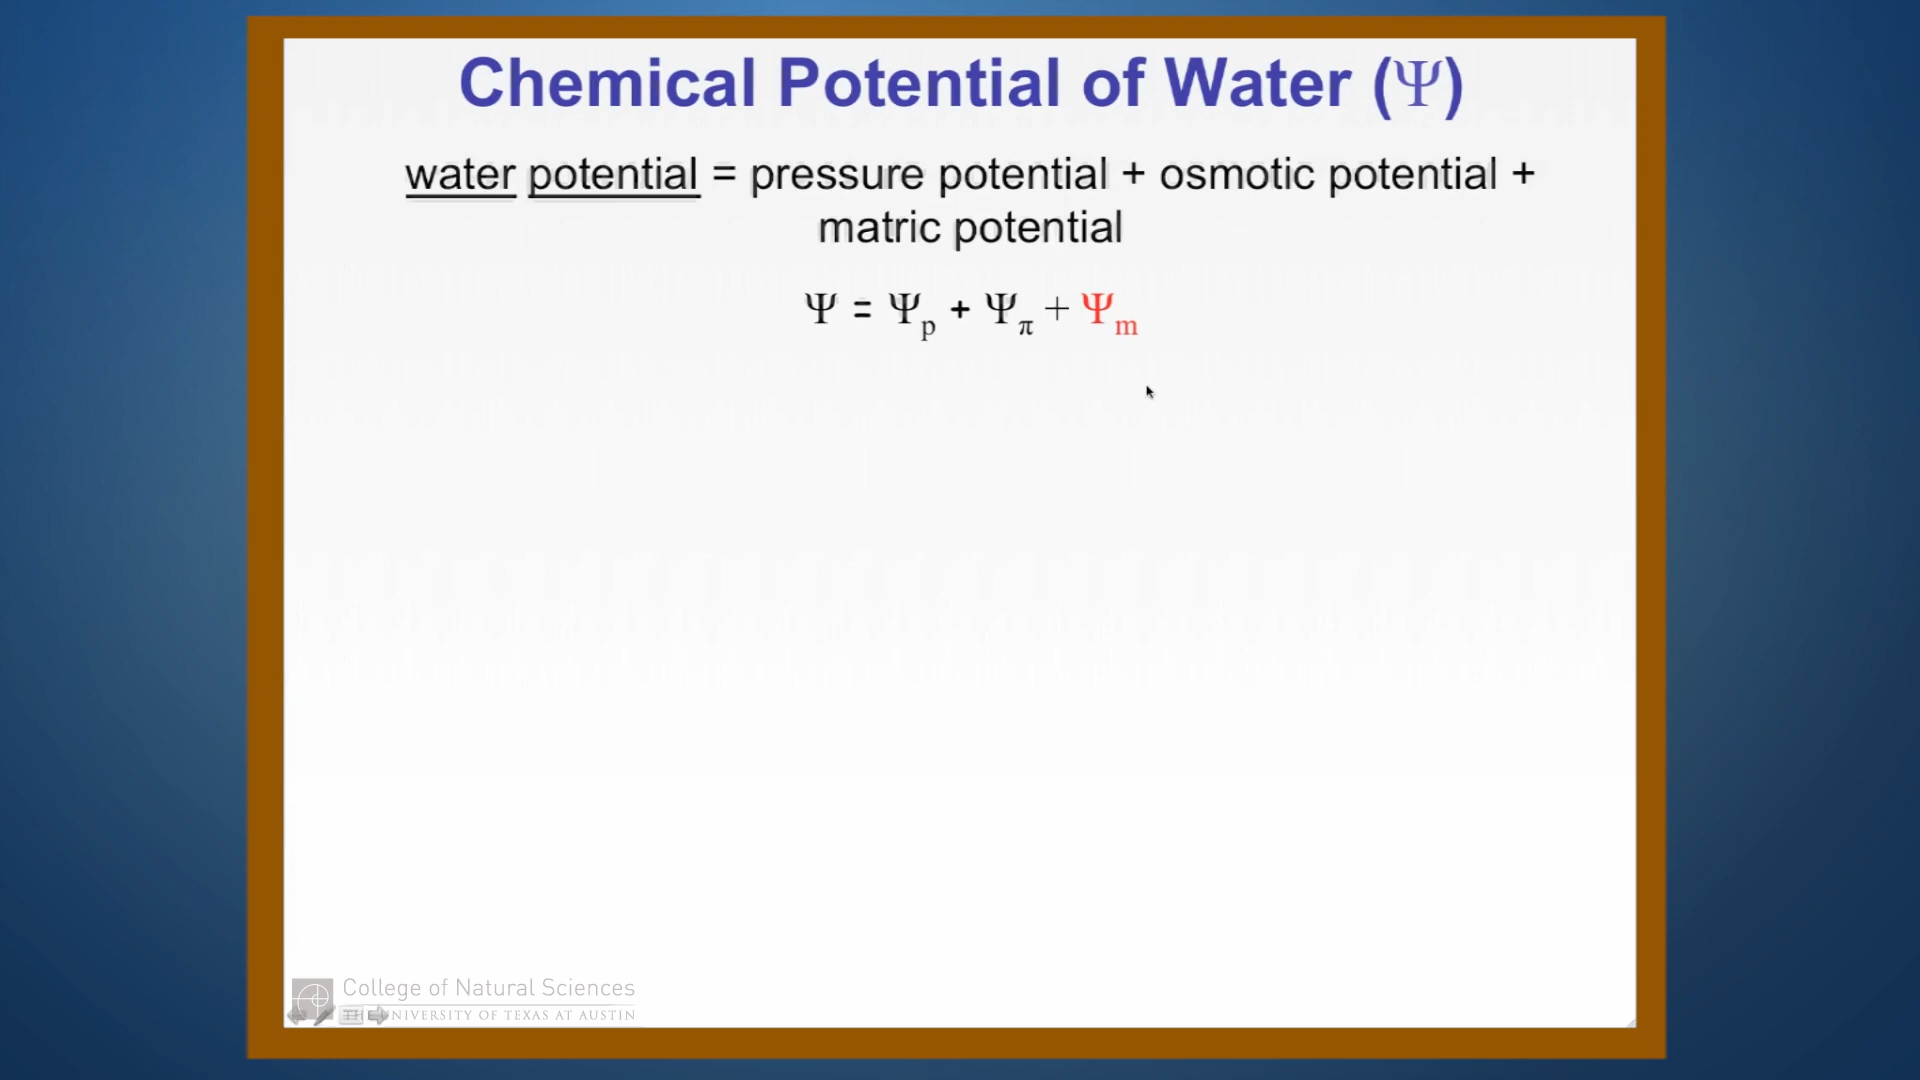 Chemical Potential of Water (Ψ)
water potential = pressure potential + osmotic potential +
matric potential
Ψ = Ψp + Ψπ + Ψm
College of Natural Sciences
THE UNIVERSITY OF TEXAS AT AUSTIN